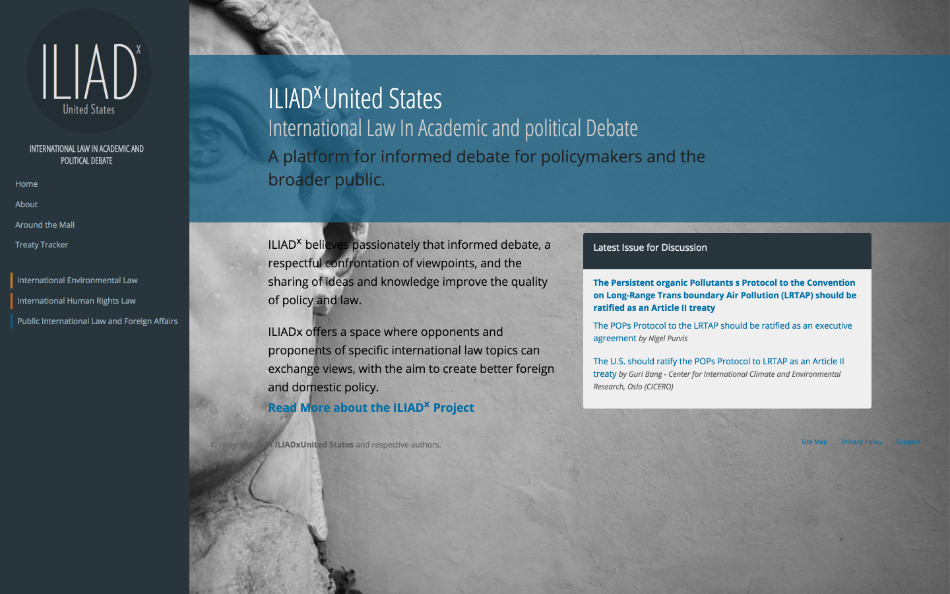 ILIADx
United States
INTERNATIONAL LAW IN ACADEMIC AND
POLITICAL DEBATE
Home
About
Around the Mall
Treaty Tracker
International Environmental Law
International Human Rights Law
Public International Law and Foreign Affairs
ILIADx United States
International Law In Academic and political Debate
A platform for informed debate for policymakers and the
broader public.
ILIADx believes passionately that informed debate, a
respectful confrontation of viewpoints, and the
sharing of ideas and knowledge improve the quality
of policy and law.
ILIADx offers a space where opponents and
proponents of specific international law topics can
exchange views, with the aim to create better foreign
and domestic policy.
Read More about the ILIADx Project
Latest Issue for Discussion
The Persistent organic Pollutants s Protocol to the Convention
on Long-Range Trans boundary Air Pollution (LRTAP) should be
ratified as an Article II treaty
The POPs Protocol to the LRTAP should be ratified as an executive
agreement by Nigel Purvis
The U.S. should ratify the POPs Protocol to LRTAP as an Article II
treaty by Guri Bang - Center for International Climate and Environmental
Research, Oslo (CICERO)
© copyright ILIADxUnited States and respective authors.
Site Map Privacy Policy Support